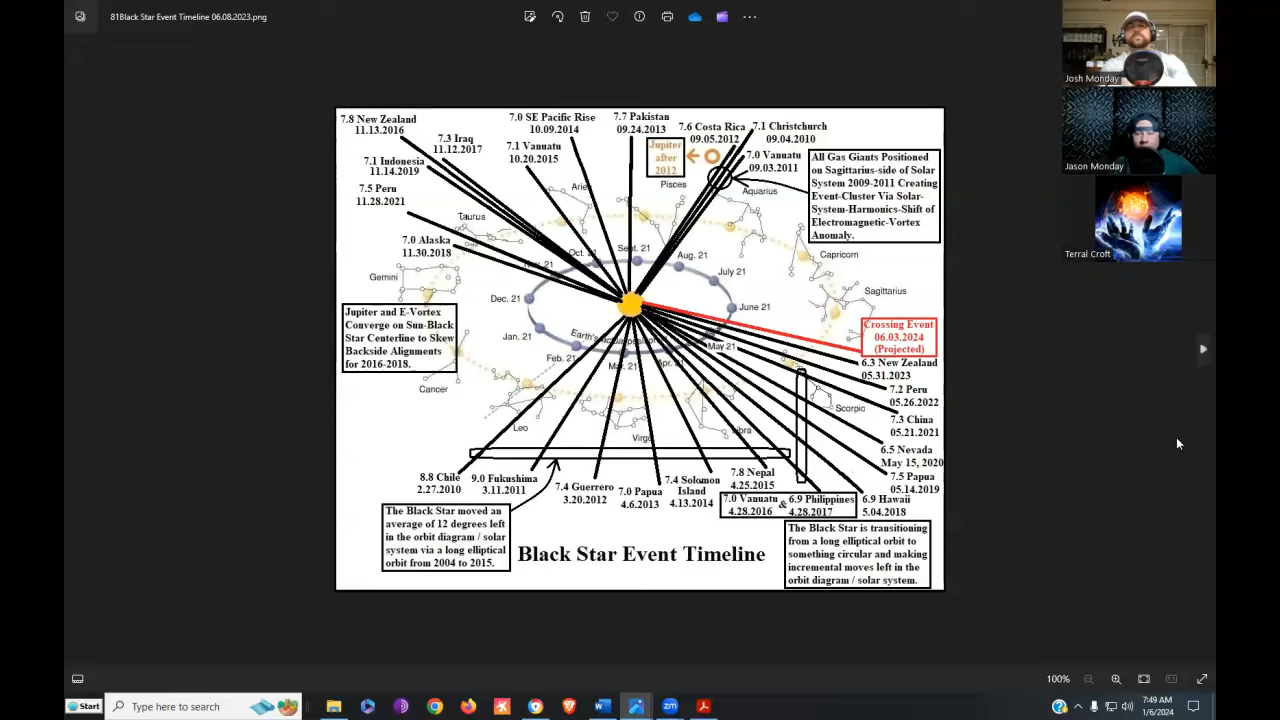 81Black Star Event Timeline 06.08.2023.png
Josh Monday
Jason Monday
Terral Croft
7.8 New Zealand
11.13.2016
7.3 Iraq
11.12.2017
7.0 SE Pacific Rise
10.09.2014
7.7 Pakistan
09.24.2013
7.6 Costa Rica
09.05.2012
7.1 Christchurch
09.04.2010
7.1 Indonesia
11.14.2019
7.1 Vanuatu
10.20.2015
Jupiter
after
2012
7.0 Vanuatu
09.03.2011
All Gas Giants Positioned
on Sagittarius-side of Solar
System 2009-2011 Creating
Event-Cluster Via Solar-
System-Harmonics-Shift of
Electromagnetic-Vortex
Anomaly.
7.5 Peru
11.28.2021
7.0 Alaska
11.30.2018
Taurus
Pisces
Aquarius
Capricorn
Gemini
Sagittarius
Oct. 21
Sept. 21
Aug. 21
July 21
Dec. 21
June 21
Jan. 21
May 21
Feb. 21
Jupiter and E-Vortex
Converge on Sun-Black
Star Centerline to Skew
Backside Alignments
for 2016-2018.
Crossing Event
06.03.2024
(Projected)
6.3 New Zealand
05.31.2023
7.2 Peru
05.26.2022
7.3 China
05.21.2021
6.5 Nevada
May 15, 2020
7.5 Papua
05.14.2019
Cancer
Leo
Scorpio
8.8 Chile
2.27.2010
9.0 Fukushima
3.11.2011
7.4 Guerrero
3.20.2012
7.0 Papua
4.6.2013
7.4 Solomon
Island
4.13.2014
7.8 Nepal
4.25.2015
7.0 Vanuatu & 6.9 Philippines
4.28.2016 4.28.2017
6.9 Hawaii
5.04.2018
The Black Star moved an
average of 12 degrees left
in the orbit diagram / solar
system via a long elliptical
orbit from 2004 to 2015.
Black Star Event Timeline
The Black Star is transitioning
from a long elliptical orbit to
something circular and making
incremental moves left in the
orbit diagram / solar system.
100%
Start
Type here to search
zm
7:49 AM
1/6/2024